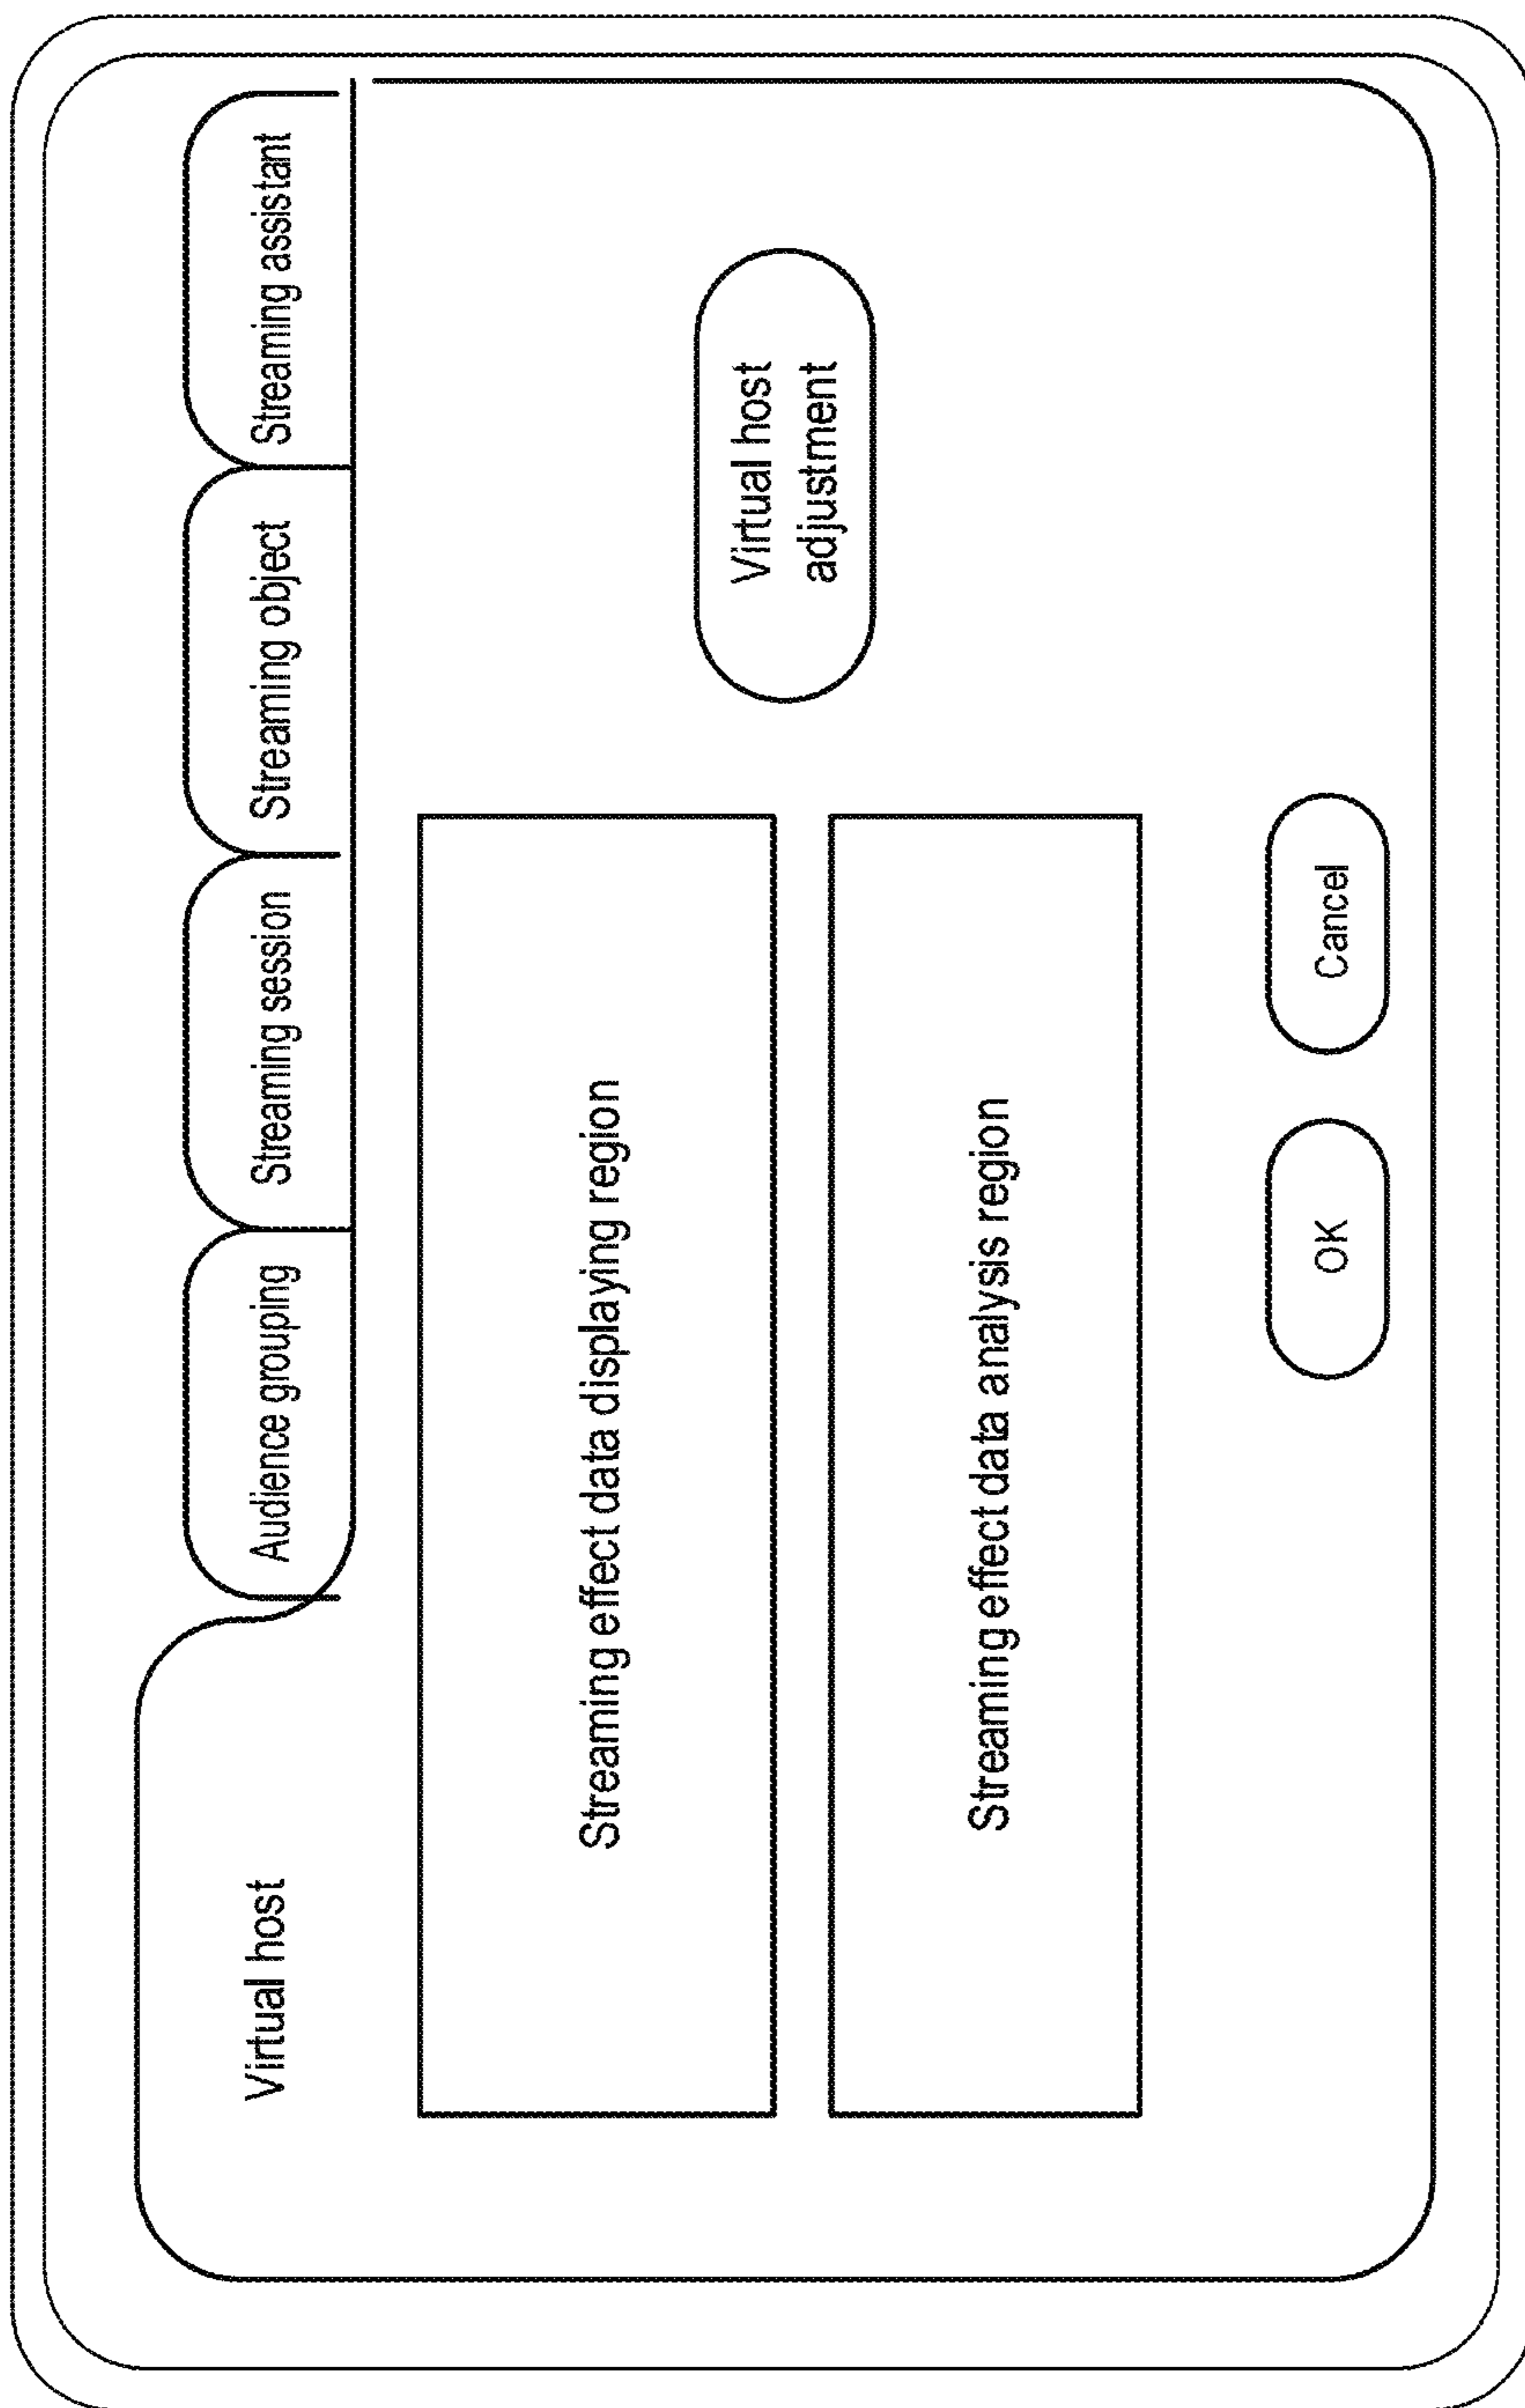 Virtual host
Audience grouping
Streaming session
Streaming object
Streaming assistant
Streaming effect data displaying region
Streaming effect data analysis region
Virtual host
adjustment
OK
Cancel